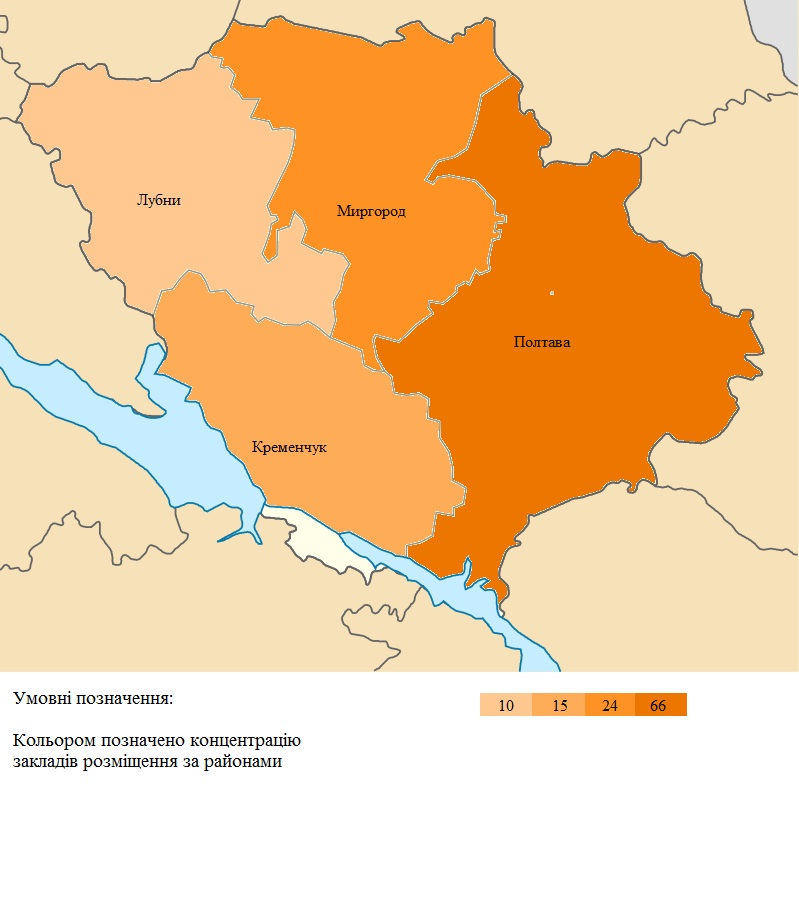 Лубни
Миргород
Полтава
Кременчук
Умовні позначення:
10 15 24 66
Кольором позначено концентрацію
закладів розміщення за районами